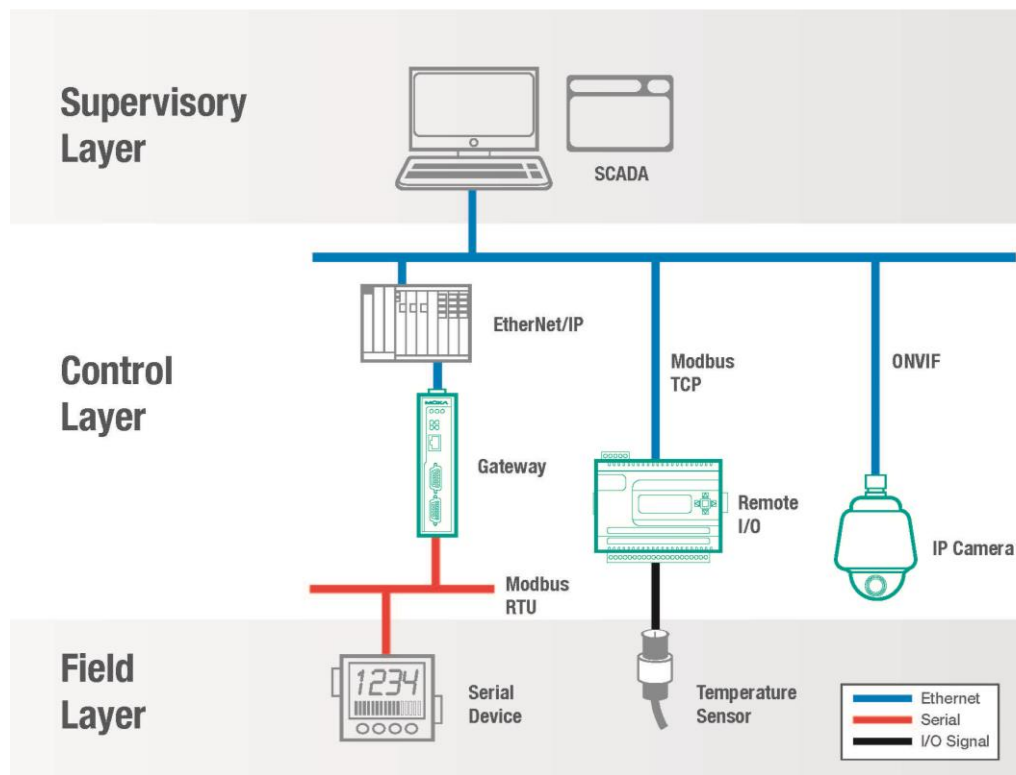 Supervisory
Layer
SCADA
EtherNet/IP
Modbus
TCP
ONVIF
Control
Layer
MOXA
Gateway
Remote
I/O
IP Camera
Modbus
RTU
Field
Layer
1234
Serial
Device
Temperature
Sensor
Ethernet
Serial
I/O Signal